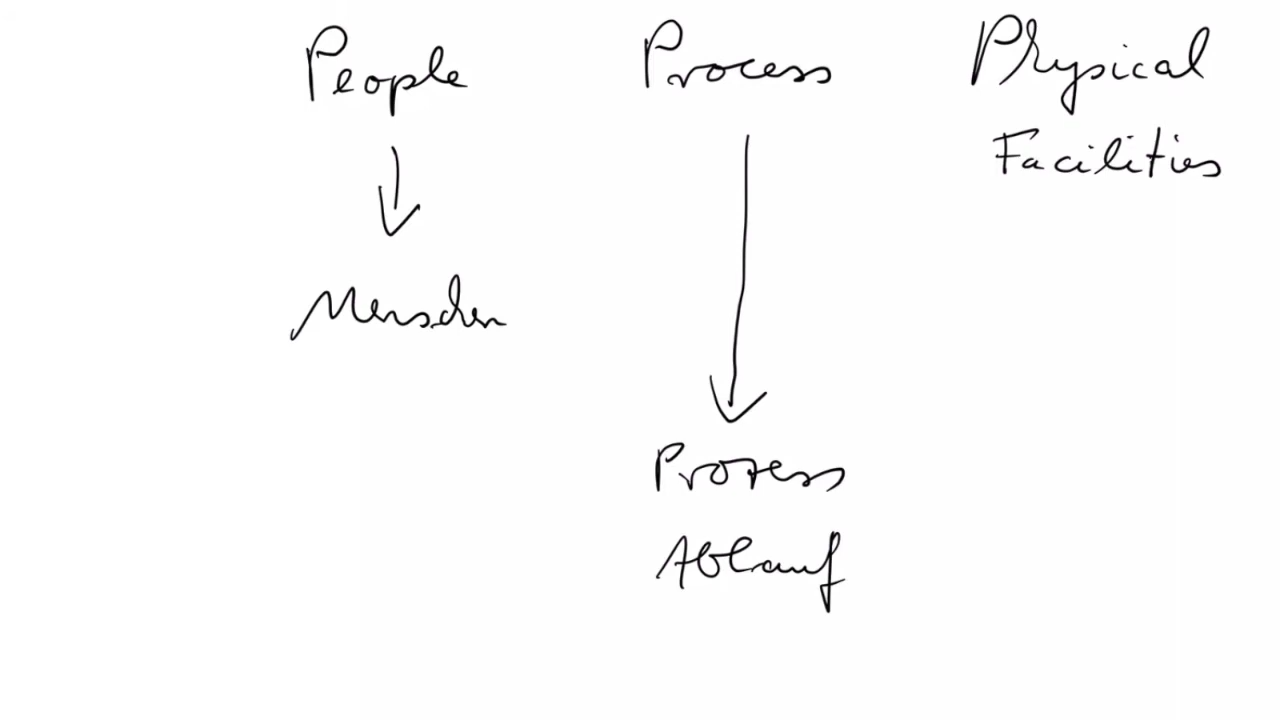 People Process Physical
Facilities
Menschen
Prozess
Ablauf